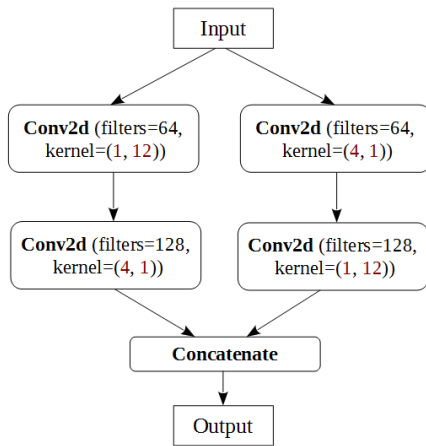 Input
Conv2d (filters=64,
kernel=(1, 12))
Conv2d (filters=64,
kernel=(4, 1))
Conv2d (filters=128,
kernel=(4, 1))
Conv2d (filters=128,
kernel=(1, 12))
Concatenate
Output